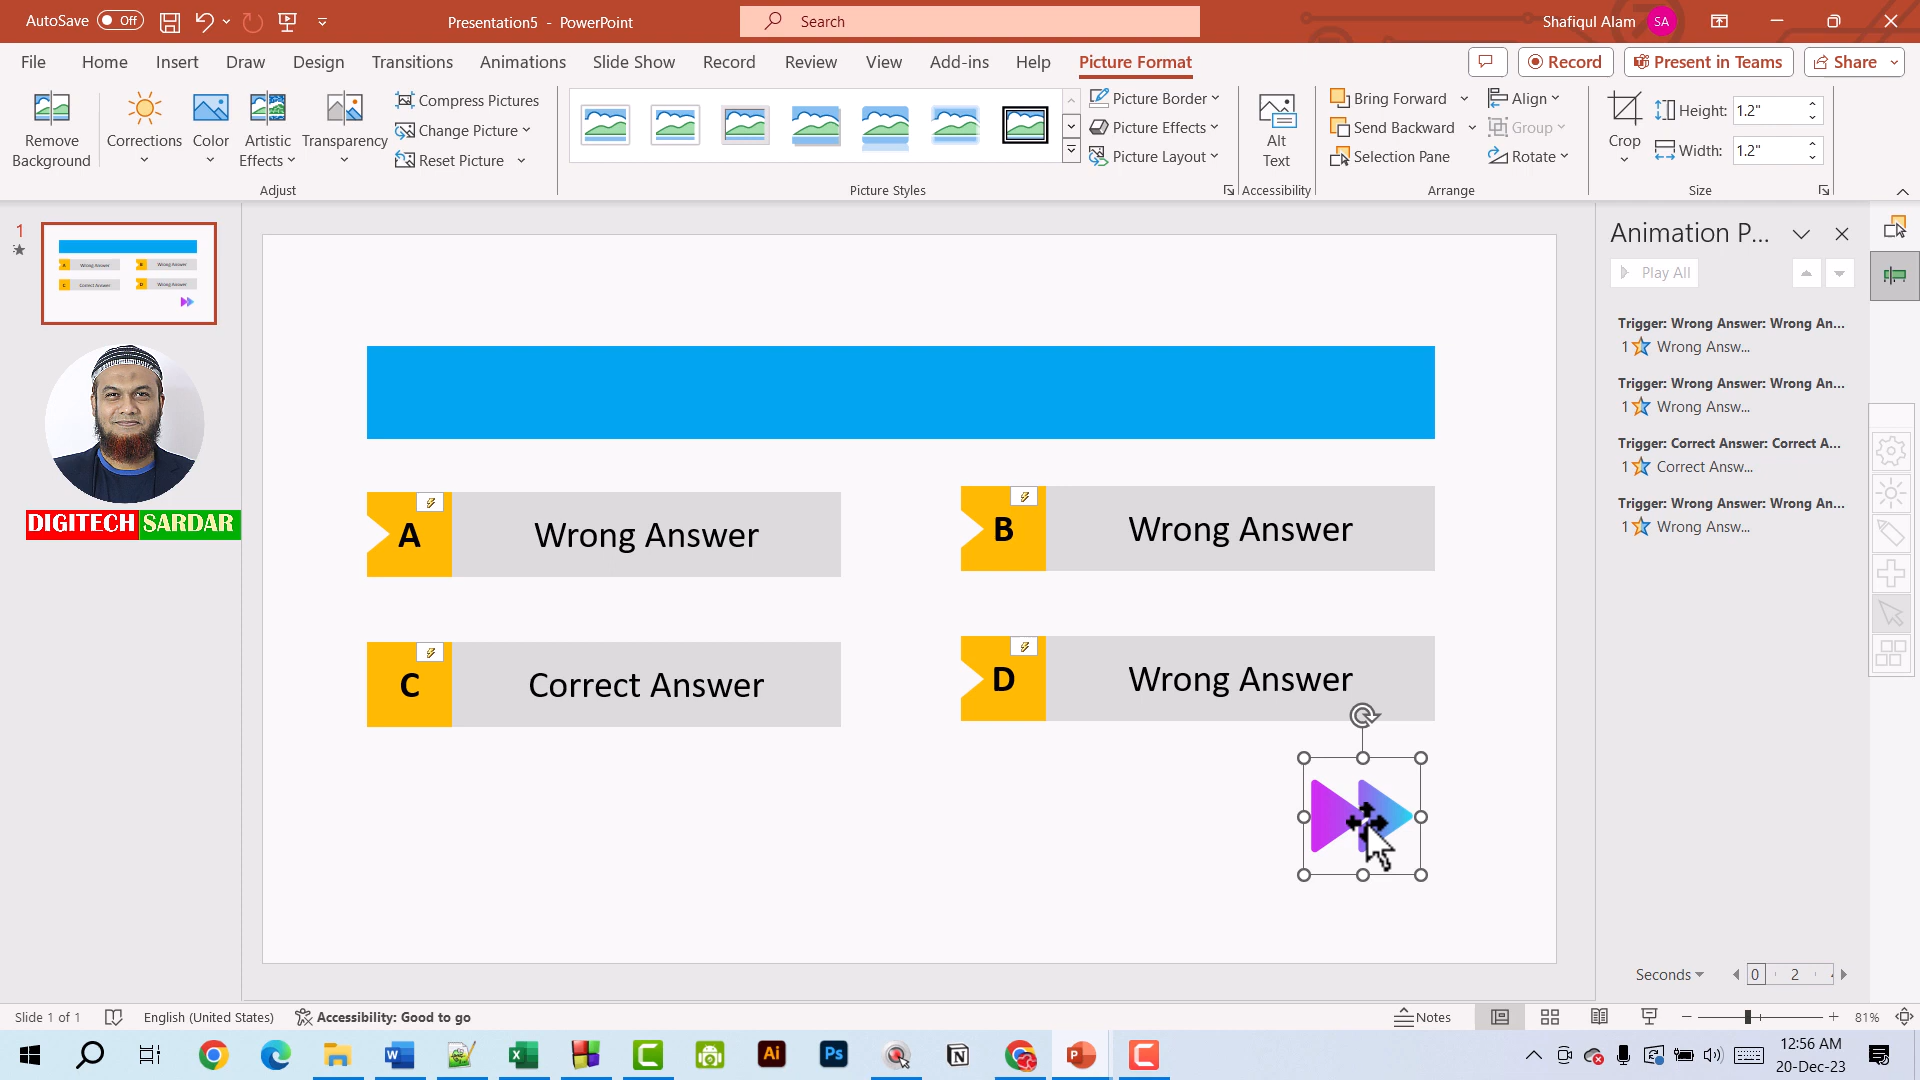 AutoSave Off
Presentation5 - PowerPoint
Search
Shafiqul Alam SA
File Home Insert Draw Design Transitions Animations Slide Show Record Review View Add-ins Help Picture Format
Record Present in Teams Share
Remove Background
Corrections
Color
Artistic Effects
Transparency
Compress Pictures
Change Picture
Reset Picture
Adjust
Picture Styles
Picture Border
Picture Effects
Picture Layout
Alt Text
Accessibility
Bring Forward
Send Backward
Selection Pane
Align
Group
Rotate
Arrange
Crop
Height: 1.2"
Width: 1.2"
Size
1
DIGITECH SARDAR
A Wrong Answer
B Wrong Answer
C Correct Answer
D Wrong Answer
Animation P...
Play All
Trigger: Wrong Answer: Wrong An...
1 Wrong Answ...
Trigger: Wrong Answer: Wrong An...
1 Wrong Answ...
Trigger: Correct Answer: Correct A...
1 Correct Answ...
Trigger: Wrong Answer: Wrong An...
1 Wrong Answ...
Seconds 0 2
Slide 1 of 1 English (United States) Accessibility: Good to go
Notes 81%
12:56 AM
20-Dec-23